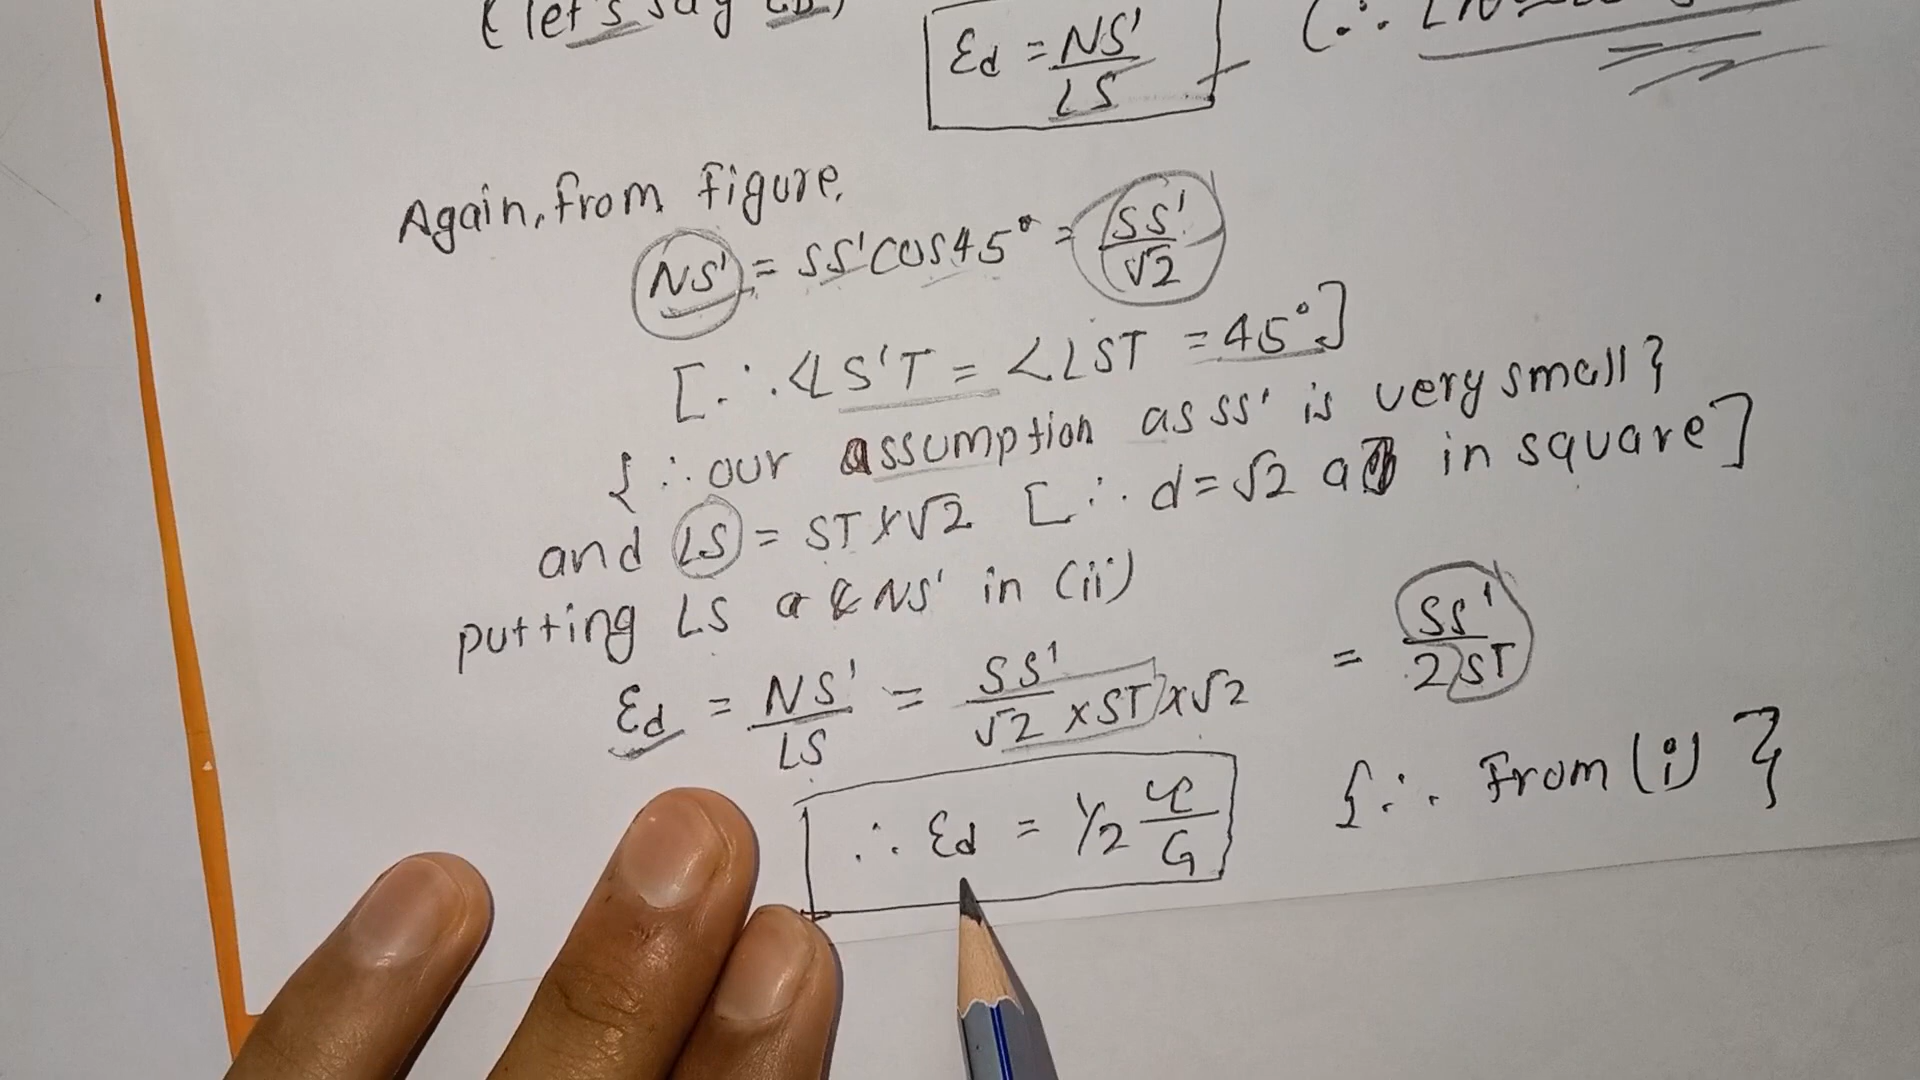 (let's say
εd = NS'/LS
Again, from figure,
NS' = SS'cos45° = SS'/√2
[∴ <LS'T = <LST = 45°]
{∴ our assumption as SS' is very small}
and LS = ST×√2 [∴ d = √2 a in square]
putting LS & NS' in (ii)
εd = NS'/LS = SS'/√2×ST×√2 = SS'/2ST
∴ εd = 1/2 φ/G {∴ From (i)}